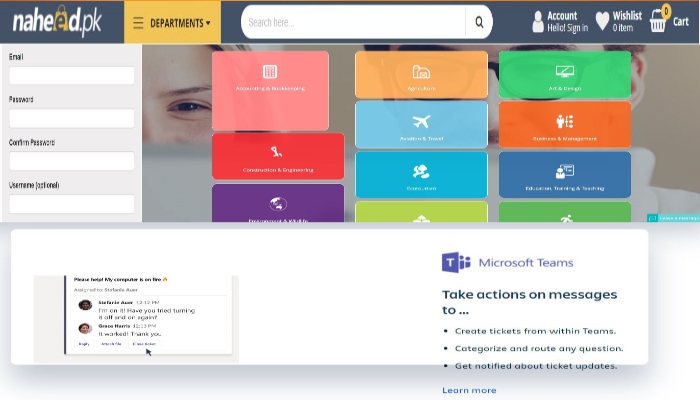 naheed.pk
DEPARTMENTS
Search here...
Account
Hello! Sign in
Wishlist
0 item
0
Cart
Email
Password
Confirm Password
Username (optional)
Accounting & Bookkeeping
Agriculture
Art & Design
Aviation & Travel
Business & Management
Construction & Engineering
Ecotourism
Education, Training & Teaching
Environment & Wildlife
Leave a message
Please help! My computer is on fire 🔥
Assigned to: Stefanie Auer
Stefanie Auer 12:12 PM
I'm on it! Have you tried turning
it off and on again?
Grace Harris 12:13 PM
It worked! Thank you.
Reply
Attach file
Close ticket
Microsoft Teams
Take actions on messages
to ...
• Create tickets from within Teams.
• Categorize and route any question.
• Get notified about ticket updates.
Learn more